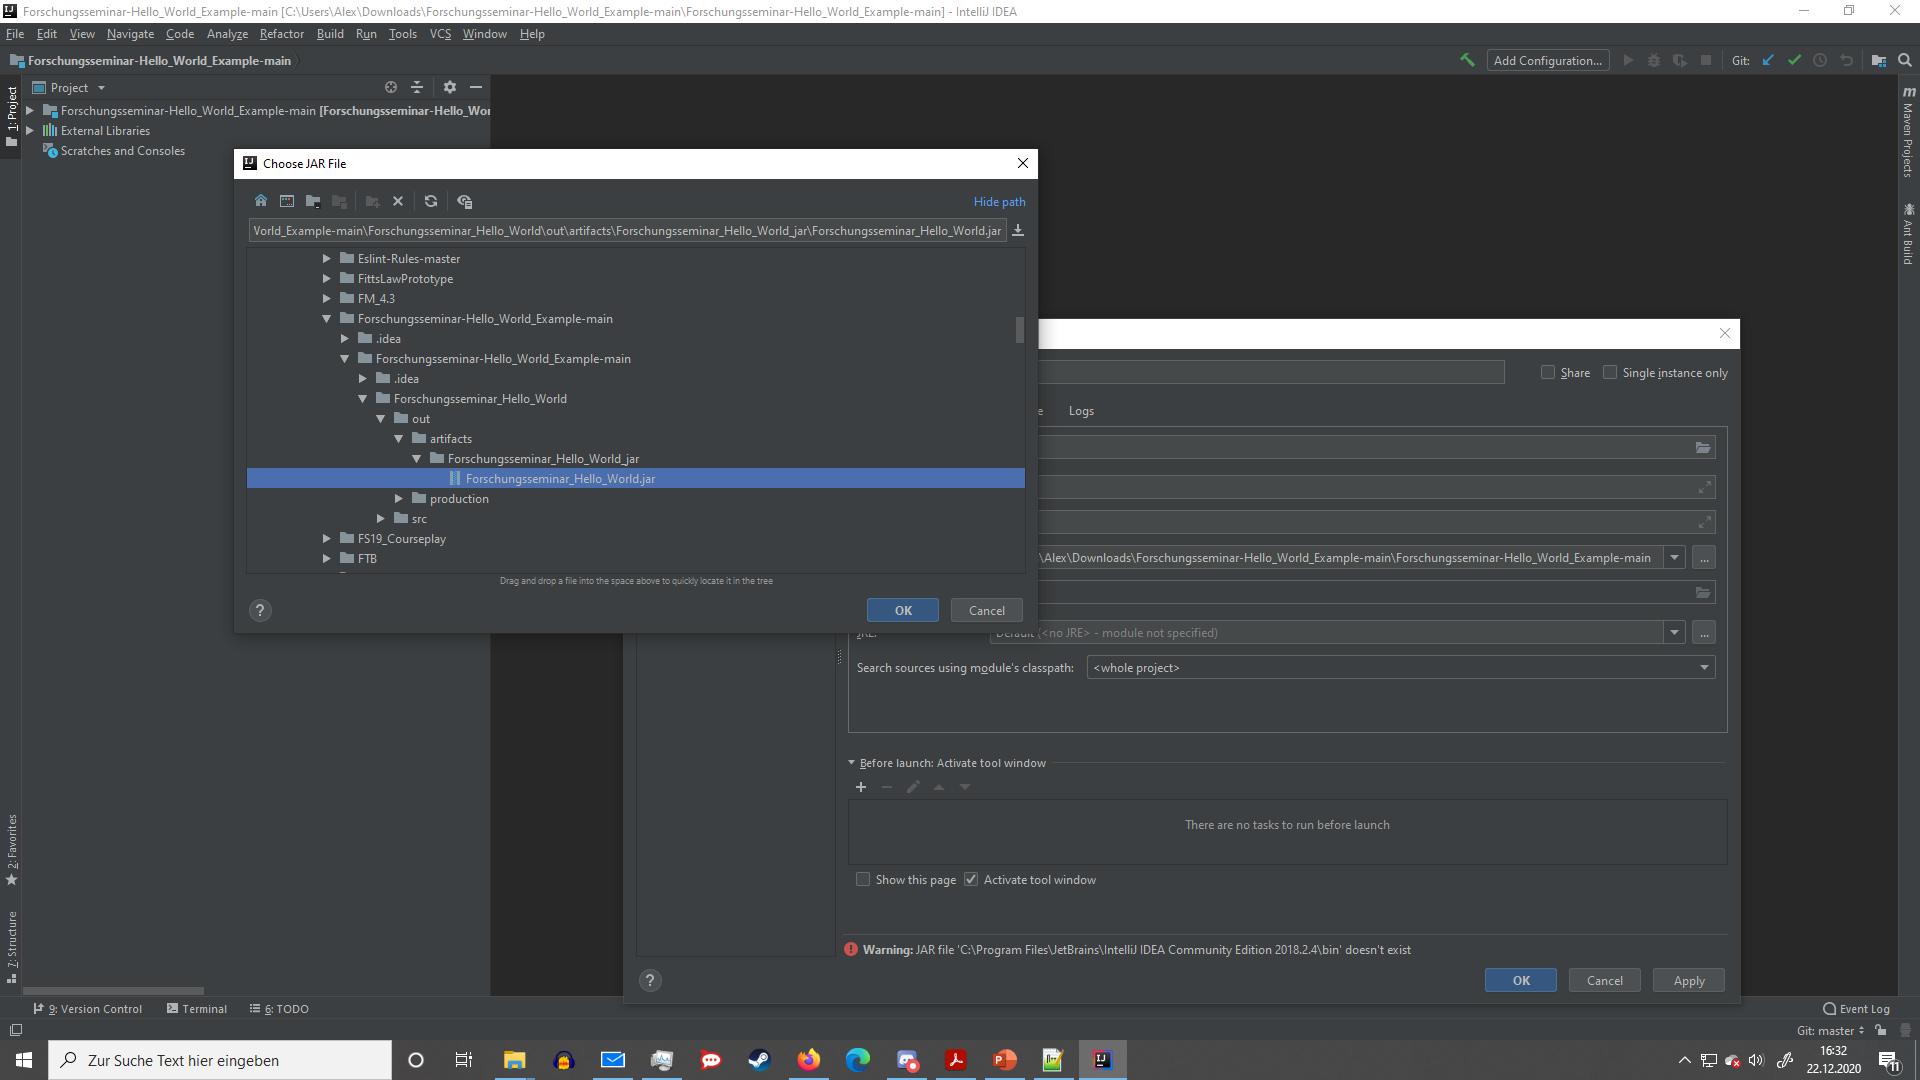 Forschungsseminar-Hello_World_Example-main [C:\Users\Alex\Downloads\Forschungsseminar-Hello_World_Example-main\Forschungsseminar-Hello_World_Example-main] - IntelliJ IDEA
File Edit View Navigate Code Analyze Refactor Build Run Tools VCS Window Help
Forschungsseminar-Hello_World_Example-main
Add Configuration...
Git:
Project
1: Project
Forschungsseminar-Hello_World_Example-main [Forschungsseminar-Hello_Wor
External Libraries
Scratches and Consoles
Maven Projects
Ant Build
Choose JAR File
Hide path
World_Example-main\Forschungsseminar_Hello_World\out\artifacts\Forschungsseminar_Hello_World_jar\Forschungsseminar_Hello_World.jar
Eslint-Rules-master
FittsLawPrototype
FM_4.3
Forschungsseminar-Hello_World_Example-main
.idea
Forschungsseminar-Hello_World_Example-main
.idea
Forschungsseminar_Hello_World
out
artifacts
Forschungsseminar_Hello_World_jar
Forschungsseminar_Hello_World.jar
production
src
FS19_Courseplay
FTB
Drag and drop a file into the space above to quickly locate it in the tree
?
OK
Cancel
Share
Single instance only
e
Logs
\Alex\Downloads\Forschungsseminar-Hello_World_Example-main\Forschungsseminar-Hello_World_Example-main
...
JRE:
Default (<no JRE> - module not specified)
...
Search sources using module's classpath:
<whole project>
Before launch: Activate tool window
There are no tasks to run before launch
Show this page
Activate tool window
Warning: JAR file 'C:\Program Files\JetBrains\IntelliJ IDEA Community Edition 2018.2.4\bin' doesn't exist
?
OK
Cancel
Apply
2: Favorites
7: Structure
9: Version Control
Terminal
6: TODO
Event Log
Git: master
Zur Suche Text hier eingeben
16:32
22.12.2020
11